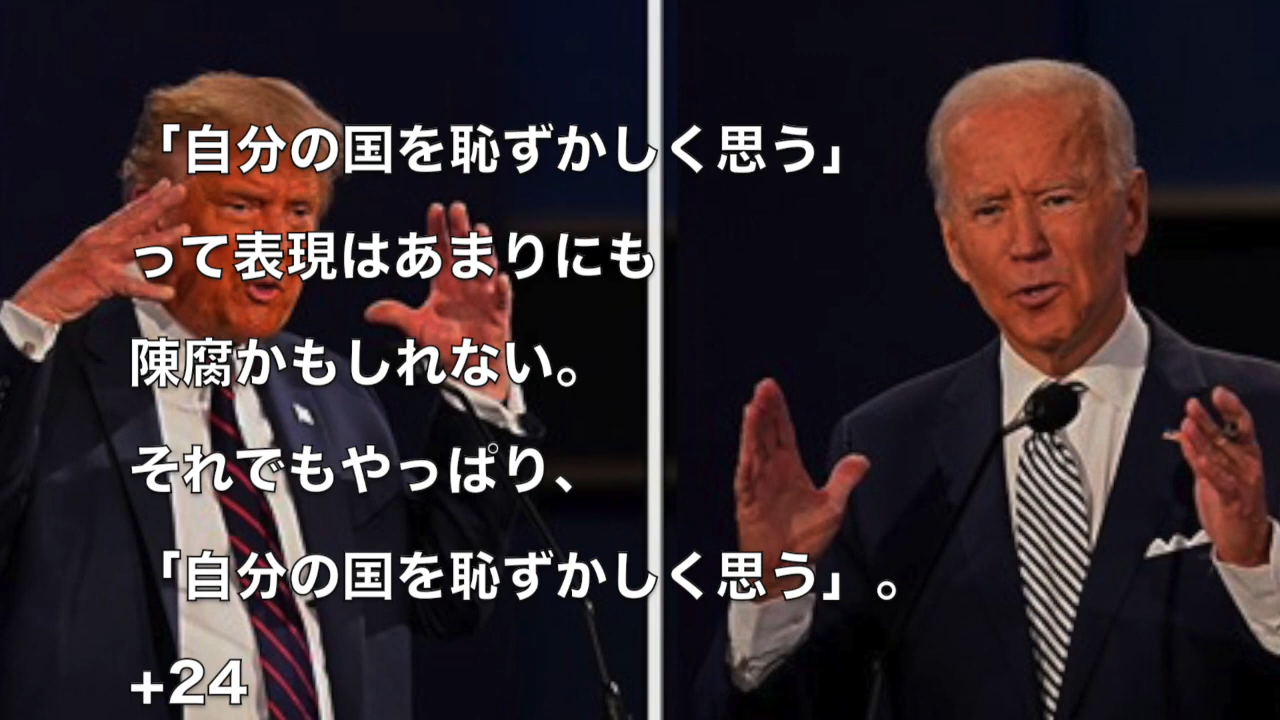 「自分の国を恥ずかしく思う」
って表現はあまりにも
陳腐かもしれない。
それでもやっぱり、
「自分の国を恥ずかしく思う」。
+24